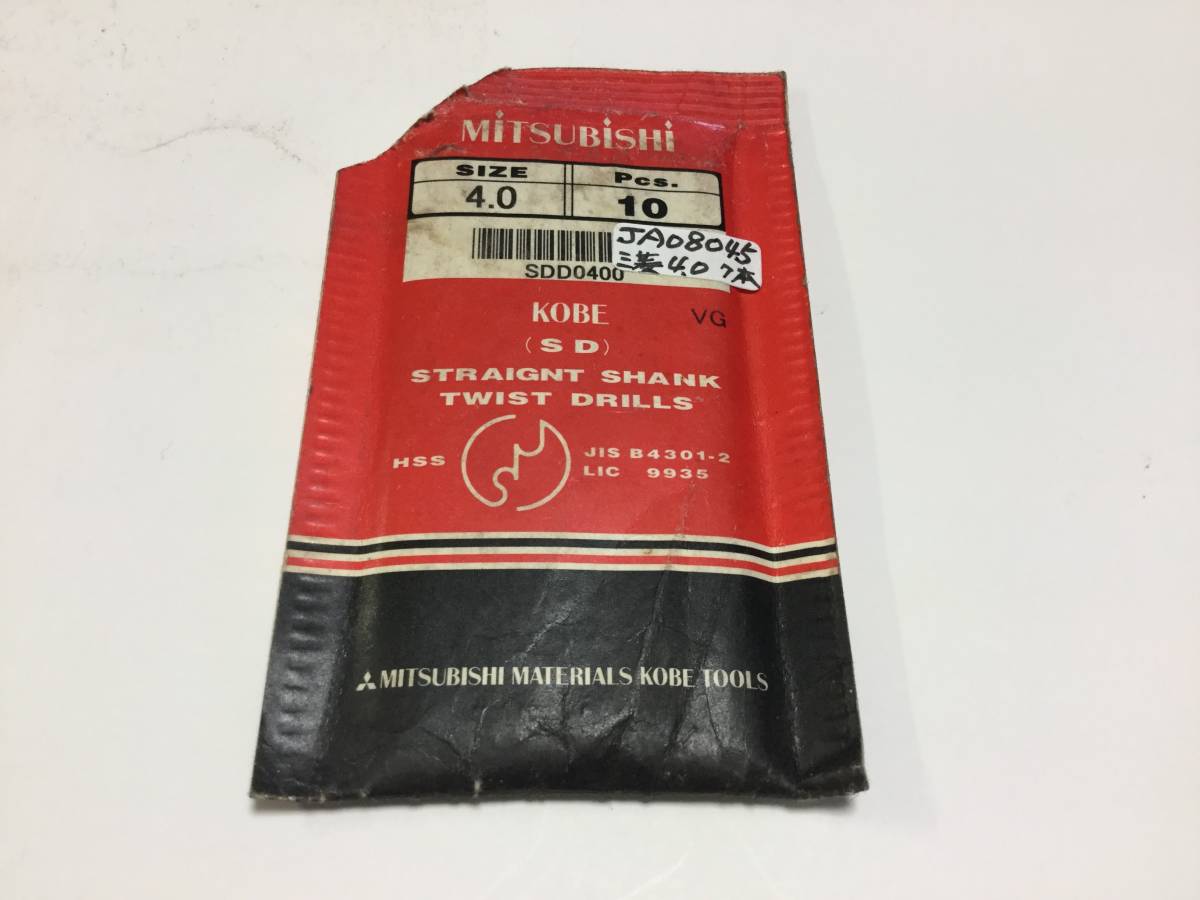 MiTSUBiSHi
SIZE Pcs.
4.0 10
JA08045
三菱 4.0 7本
SDD0400
KOBE VG
(SD)
STRAIGNT SHANK
TWIST DRILLS
HSS JIS B4301-2
LIC 9935
MITSUBISHI MATERIALS KOBE TOOLS